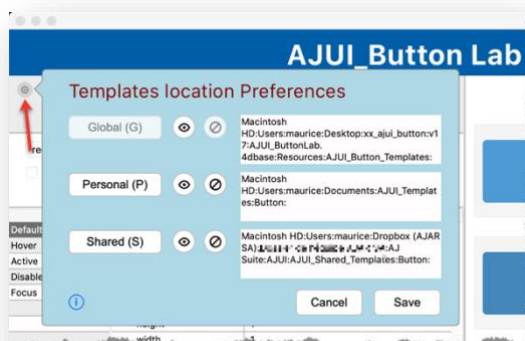 AJUI_Button Lab
Templates location Preferences
Global (G)
Macintosh
HD:Users:maurice:Desktop:xx_ajui_button:v1
7:AJUI_ButtonLab.
4dbase:Resources:AJUI_Button_Templates:
Personal (P)
Macintosh
HD:Users:maurice:Documents:AJUI_Templat
es:Button:
Shared (S)
Macintosh HD:Users:maurice:Dropbox (AJAR
SA):
Suite:AJUI:AJUI_Shared_Templates:Button:
Default
Hover
Active
Disable
Focus
Cancel
Save
width